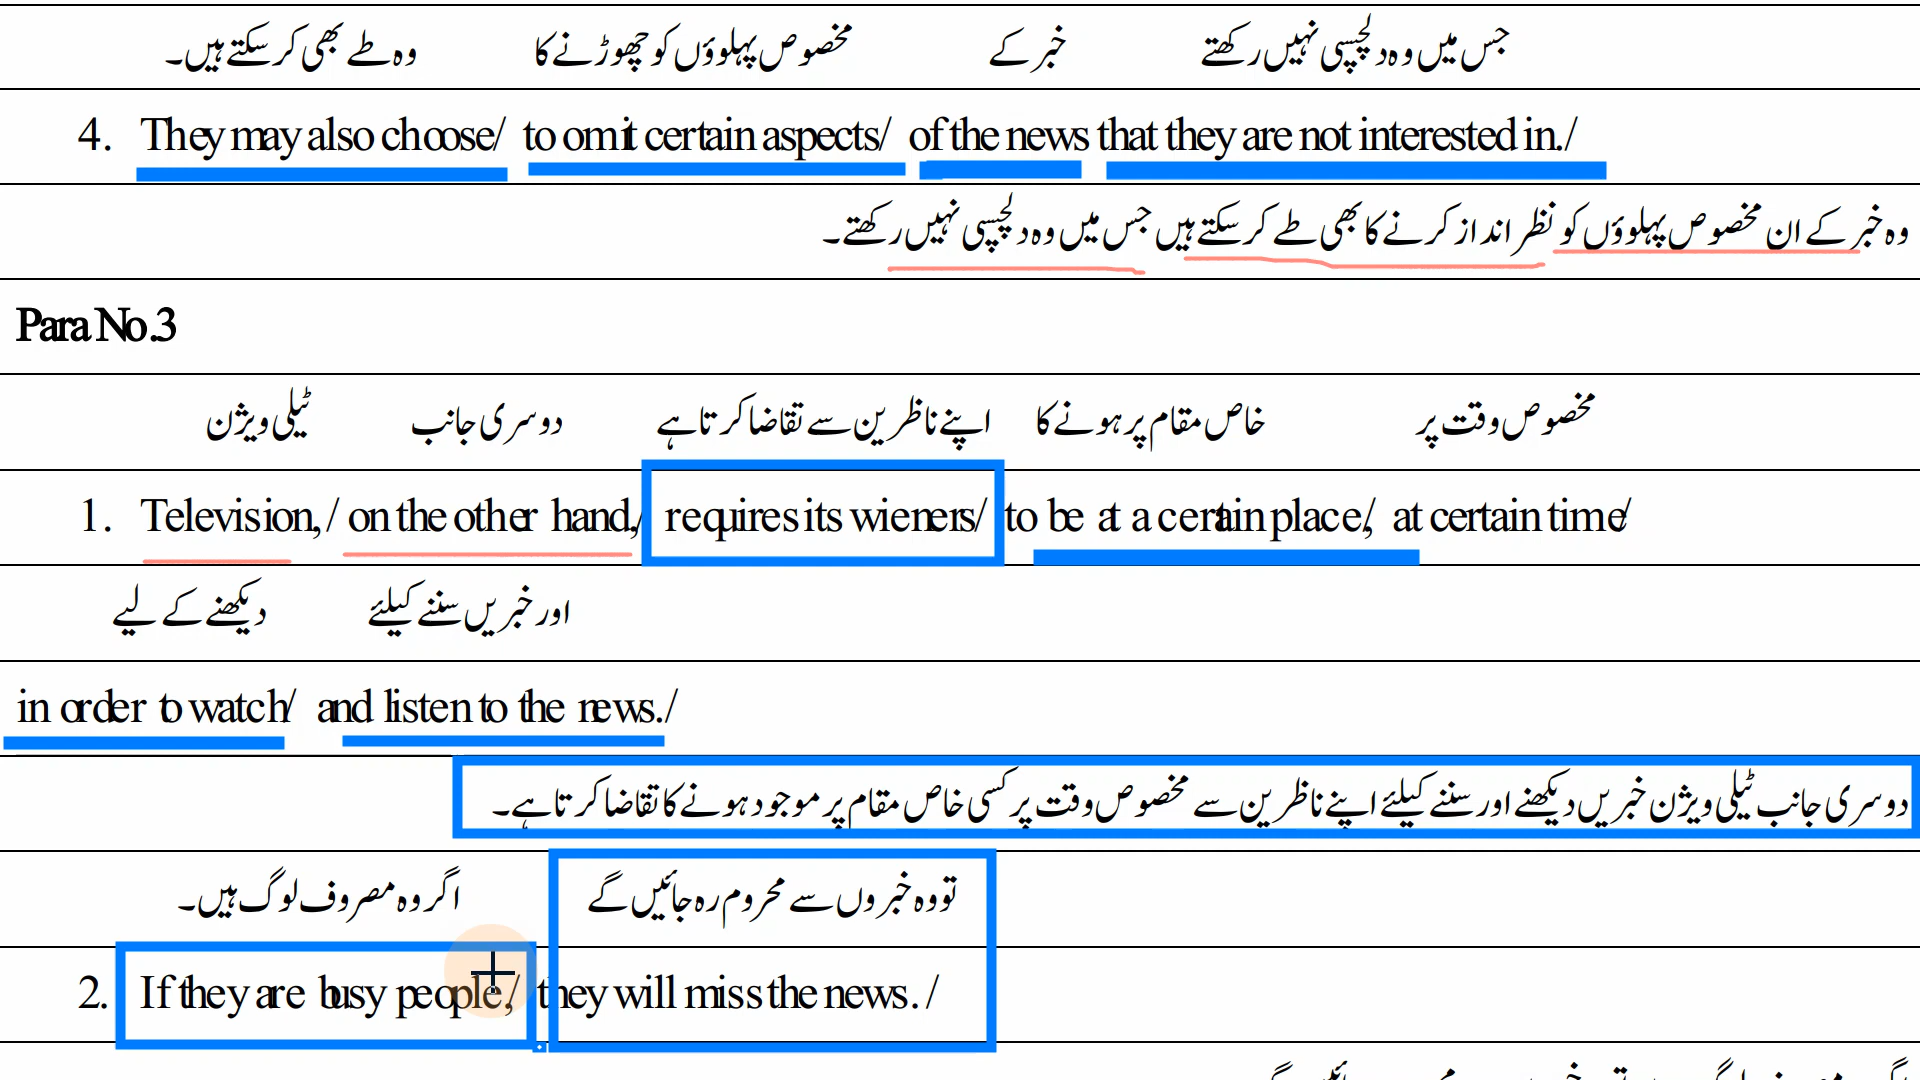 جس میں وہ دلچسپی نہیں رکھتے خبر کے مخصوص پہلوؤں کو چھوڑنے کا وہ طے بھی کر سکتے ہیں۔
4. They may also choose/ to omit certain aspects/ of the news that they are not interested in./
وہ خبر کے ان مخصوص پہلوؤں کو نظر انداز کرنے کا بھی طے کر سکتے ہیں جس میں وہ دلچسپی نہیں رکھتے۔
Para No.3
ٹیلی ویژن دوسری جانب اپنے ناظرین سے تقاضا کرتا ہے خاص مقام پر ہونے کا مخصوص وقت پر
1. Television, / on the other hand,/ requires its wieners/ to be at a certain place,/ at certain time/
دیکھنے کے لیے اور خبریں سننے کیلئے
in order to watch/ and listen to the news./
دوسری جانب ٹیلی ویژن خبریں دیکھنے اور سننے کیلئے اپنے ناظرین سے مخصوص وقت پر کسی خاص مقام پر موجود ہونے کا تقاضا کرتا ہے۔
اگر وہ مصروف لوگ ہیں۔ تو وہ خبروں سے محروم رہ جائیں گے
2. If they are busy people,/ they will miss the news. /